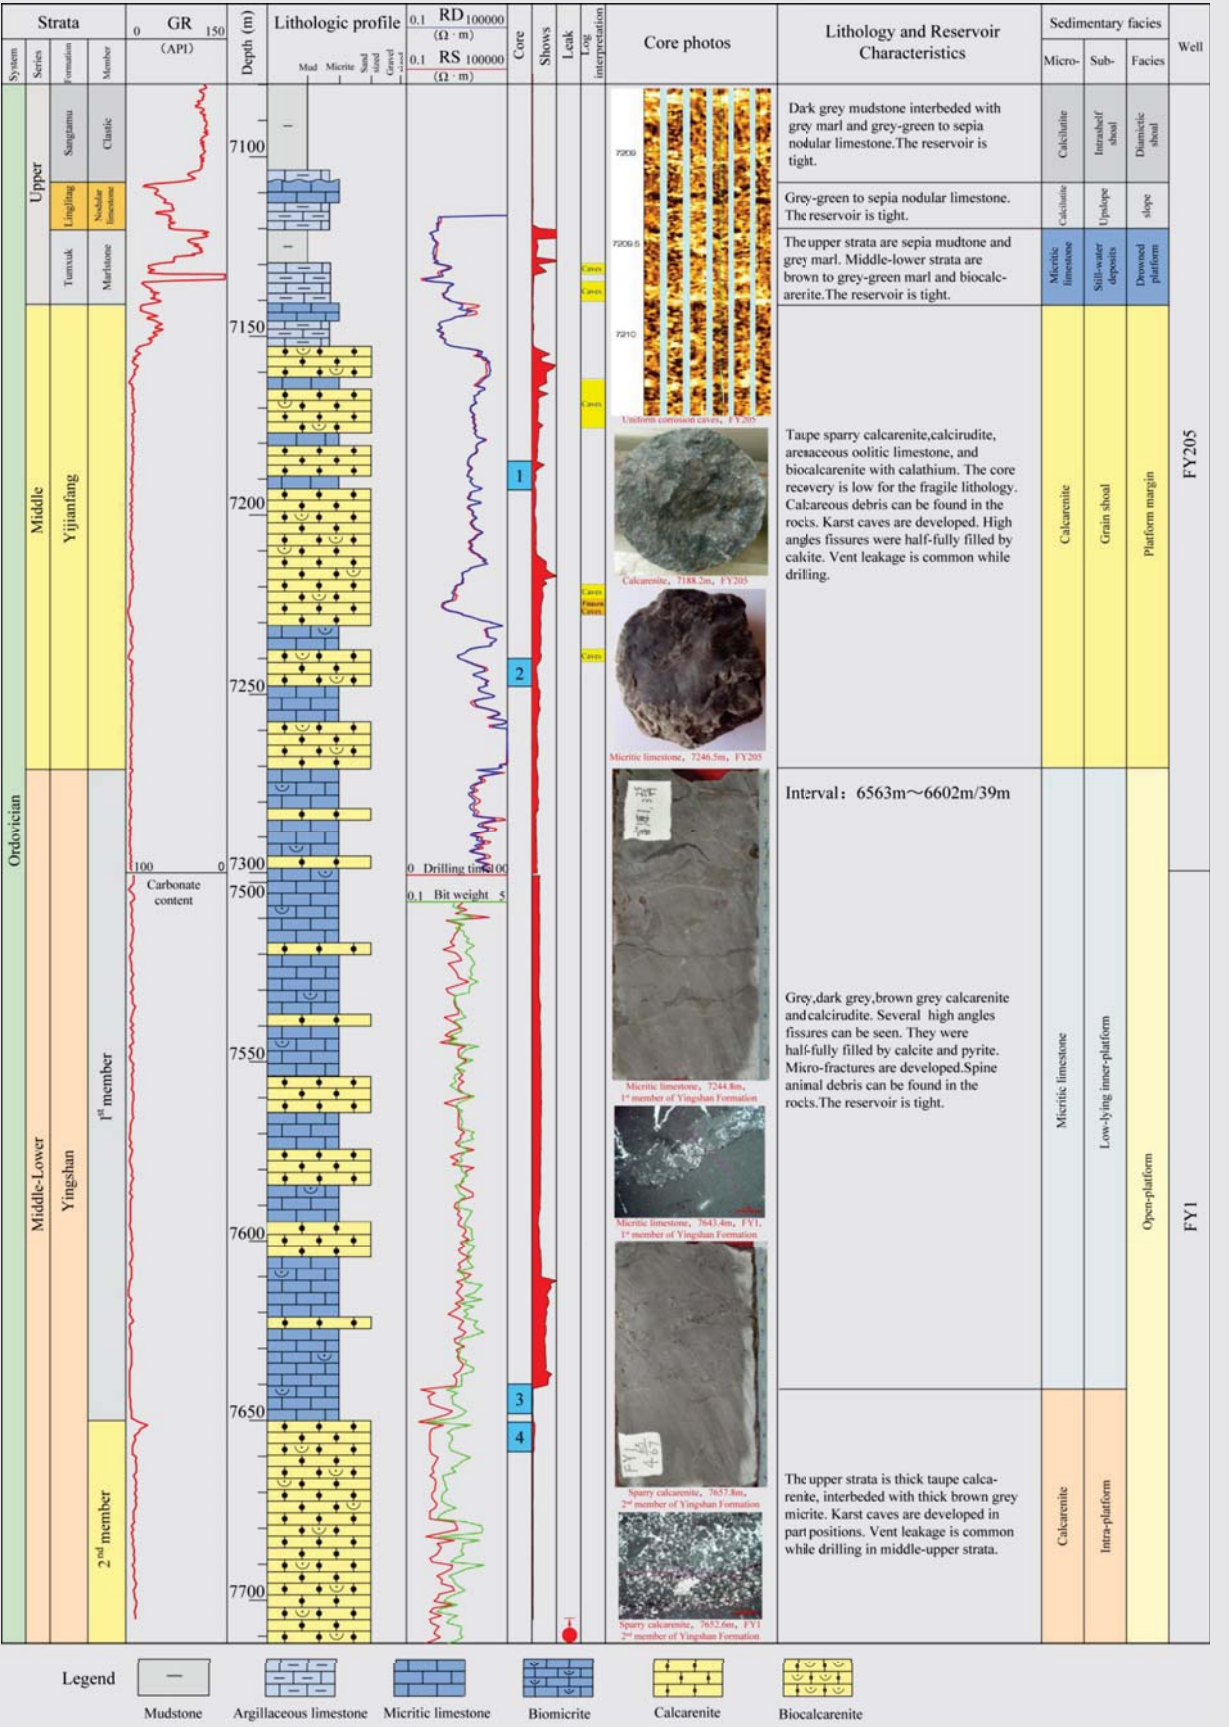 Strata
System
Series
Formation
Member
0 GR 150
(API)
Depth (m)
Lithologic profile
Mud Micrite Sand sized Gravel
0.1 RD 100000
(Ω · m)
0.1 RS 100000
(Ω · m)
Core
Shows
Leak
Log interpretation
Core photos
Lithology and Reservoir
Characteristics
Sedimentary facies
Micro- Sub- Facies
Well
Ordovician
Upper
Middle
Middle-Lower
Sangtamu
Linglitag
Tumxuk
Yijianfang
Yingshan
Clastic
Nodular
limestone
Marlstone
1st member
2nd member
100 0
Carbonate
content
7100
7150
7200
7250
7300
7500
7550
7600
7650
7700
0 Drilling time100
0.1 Bit weight 5
1
2
3
4
Caves
Caves
Caves
Caves
Fissure
Caves
Caves
7209
7209.5
7210
Uniform corrosion caves, FY205
Calcarenite, 7188.2m, FY205
Micritic limestone, 7246.5m, FY205
Micritic limestone, 7244.8m,
1st member of Yingshan Formation
Micritic limestone, 7643.4m, FY1,
1st member of Yingshan Formation
FY1
Sparry calcarenite, 7657.8m,
2nd member of Yingshan Formation
Sparry calcarenite, 7652.6m, FY1
2nd member of Yingshan Formation
Dark grey mudstone interbeded with
grey marl and grey-green to sepia
nodular limestone.The reservoir is
tight.
Grey-green to sepia nodular limestone.
The reservoir is tight.
The upper strata are sepia mudtone and
grey marl. Middle-lower strata are
brown to grey-green marl and biocalc-
arerite.The reservoir is tight.
Taupe sparry calcarenite,calcirudite,
arenaceous oolitic limestone, and
biocalcarenite with calathium. The core
recovery is low for the fragile lithology.
Calcareous debris can be found in the
rocks. Karst caves are developed. High
angles fissures were half-fully filled by
calcite. Vent leakage is common while
drilling.
Interval: 6563m～6602m/39m
Grey,dark grey,brown grey calcarenite
and calcirudite. Several high angles
fissures can be seen. They were
half-fully filled by calcite and pyrite.
Micro-fractures are developed.Spine
animal debris can be found in the
rocks.The reservoir is tight.
The upper strata is thick taupe calca-
renite, interbeded with thick brown grey
micrite. Karst caves are developed in
part positions. Vent leakage is common
while drilling in middle-upper strata.
Calcilutite
Intrashelf
shoal
Diamictic
shoal
Calcilutite
Upslope
slope
Micritic
limestone
Still-water
deposits
Drowned
platform
Calcarenite
Grain shoal
Platform margin
Micritic limestone
Low-lying inner-platform
Open-platform
Calcarenite
Intra-platform
FY205
FY1
Legend
Mudstone
Argillaceous limestone
Micritic limestone
Biomicrite
Calcarenite
Biocalcarenite